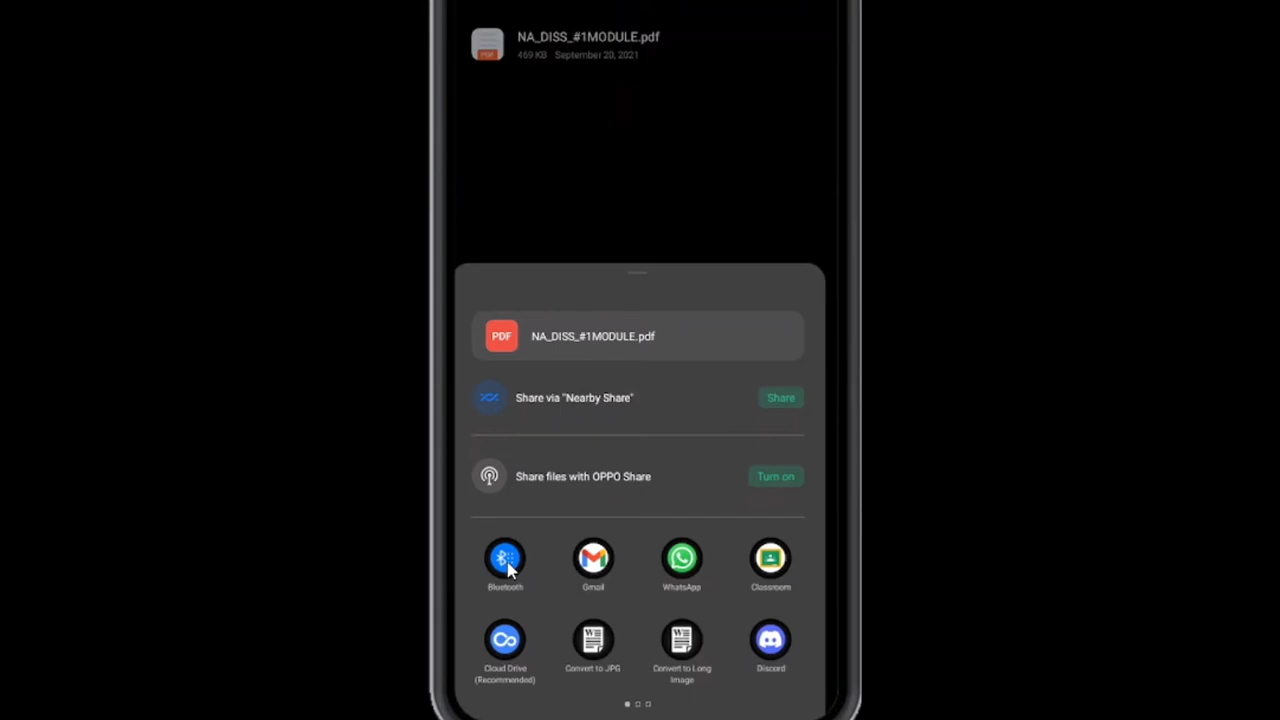 NA_DISS_#1MODULE.pdf
PDF
469 KB September 20, 2021
PDF
NA_DISS_#1MODULE.pdf
Share via "Nearby Share"
Share
Share files with OPPO Share
Turn on
Bluetooth
Gmail
WhatsApp
Classroom
W
W
Cloud Drive
(Recommended)
Convert to JPG
Convert to Long
Image
Discord